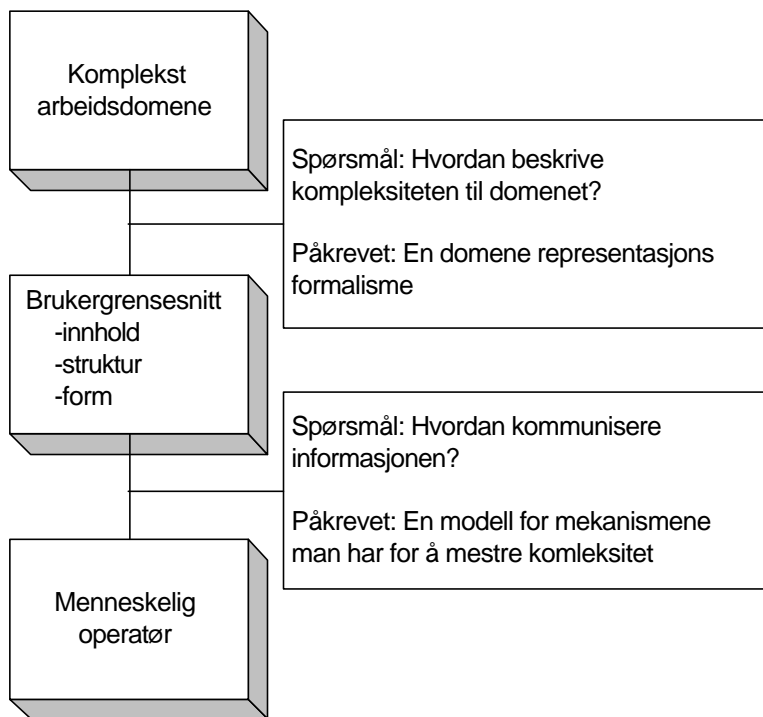 Komplekst
arbeidsdomene
Spørsmål: Hvordan beskrive
kompleksiteten til domenet?
Påkrevet: En domene representasjons
formalisme
Brukergrensesnitt
-innhold
-struktur
-form
Spørsmål: Hvordan kommunisere
informasjonen?
Påkrevet: En modell for mekanismene
man har for å mestre komleksitet
Menneskelig
operatør